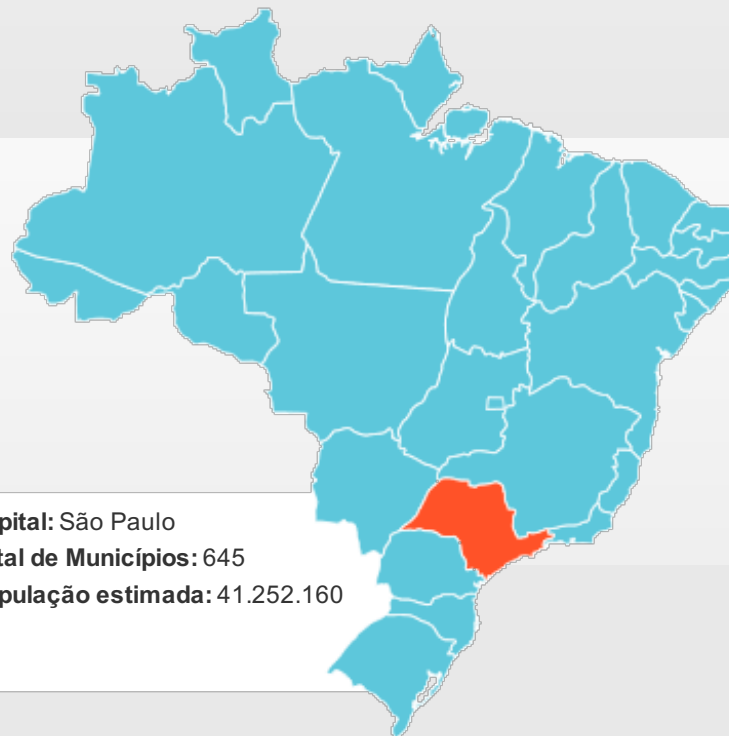 pital: São Paulo
tal de Municípios: 645
pulação estimada: 41.252.160